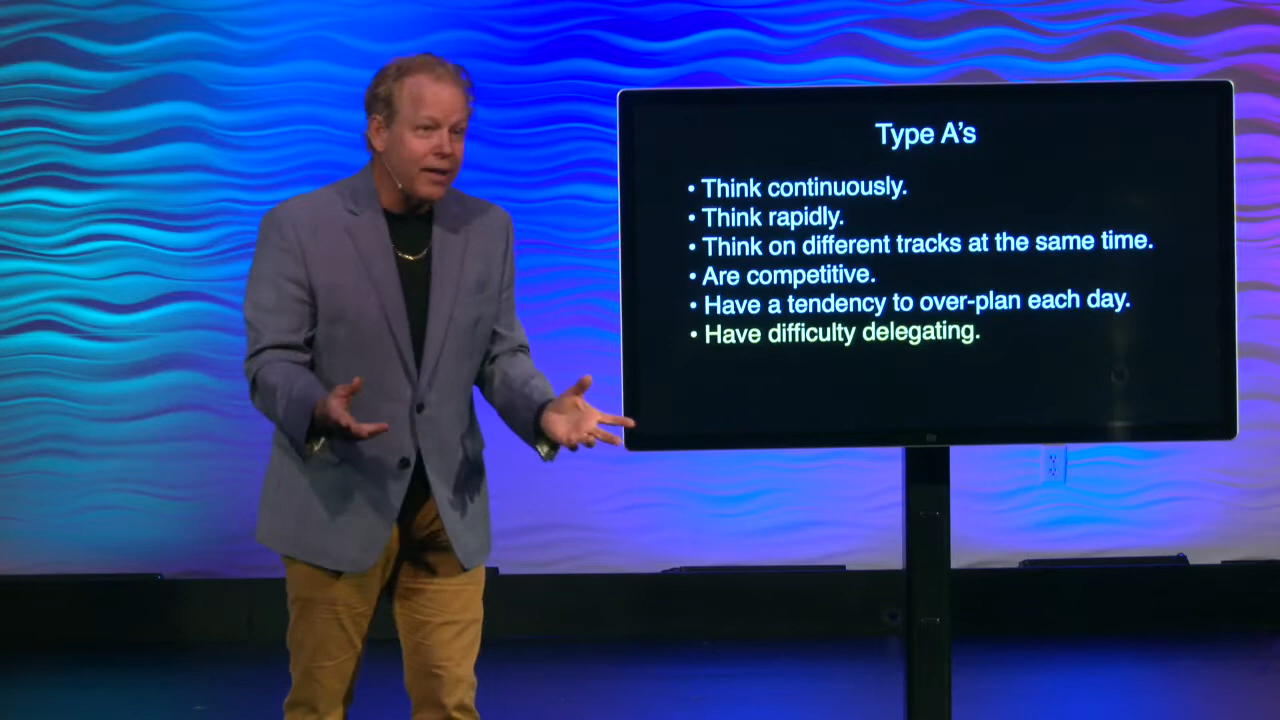 Type A’s
• Think continuously.
• Think rapidly.
• Think on different tracks at the same time.
• Are competitive.
• Have a tendency to over-plan each day.
• Have difficulty delegating.